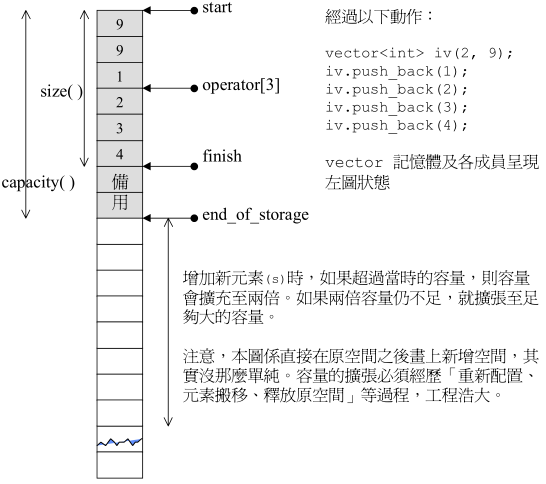 start
9
9
1
size( )
operator[3]
2
3
4
finish
capacity( )
備
用
end_of_storage
經過以下動作：
vector<int> iv(2, 9);
iv.push_back(1);
iv.push_back(2);
iv.push_back(3);
iv.push_back(4);
vector 記憶體及各成員呈現
左圖狀態
增加新元素(s)時，如果超過當時的容量，則容量
會擴充至兩倍。如果兩倍容量仍不足，就擴張至足
夠大的容量。
注意，本圖係直接在原空間之後畫上新增空間，其
實沒那麼單純。容量的擴張必須經歷「重新配置、
元素搬移、釋放原空間」等過程，工程浩大。